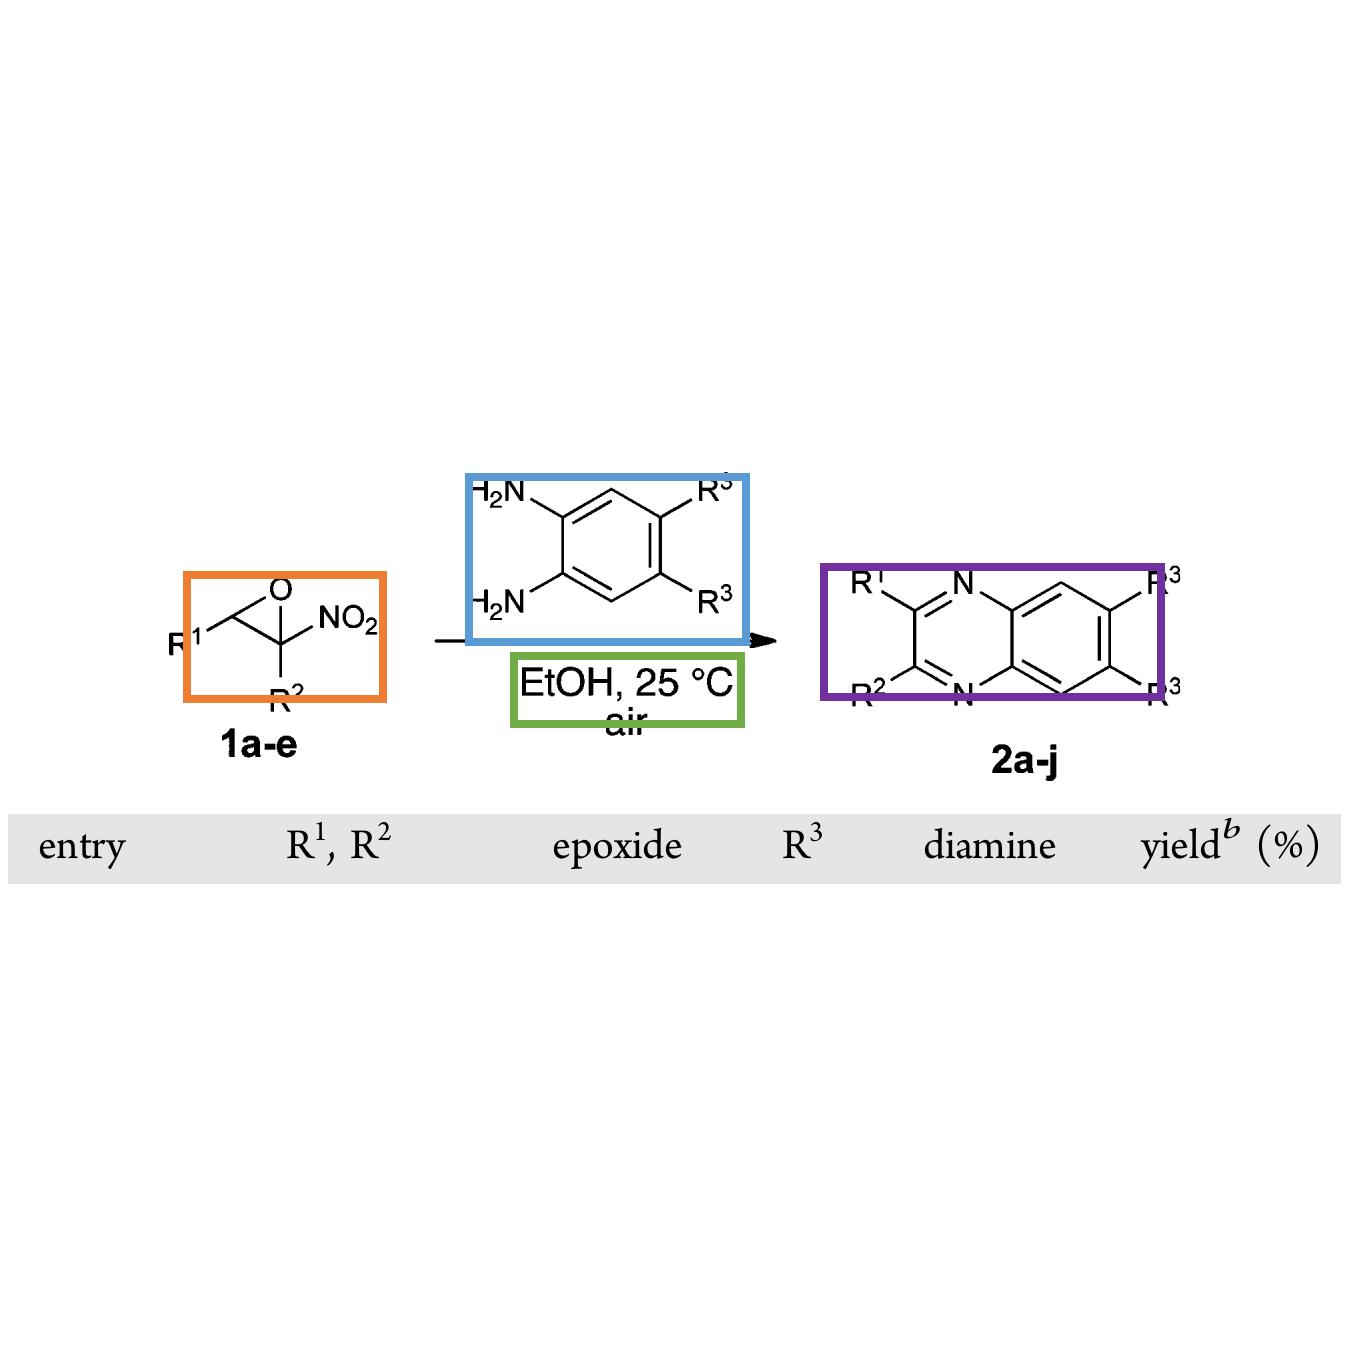 H₂N R³
O
NO₂
H₂N R³
R¹
R²
EtOH, 25 °C
air
R¹ N R³
R² N R³
1a-e
2a-j
entry R¹, R² epoxide R³ diamine yieldᵇ (%)